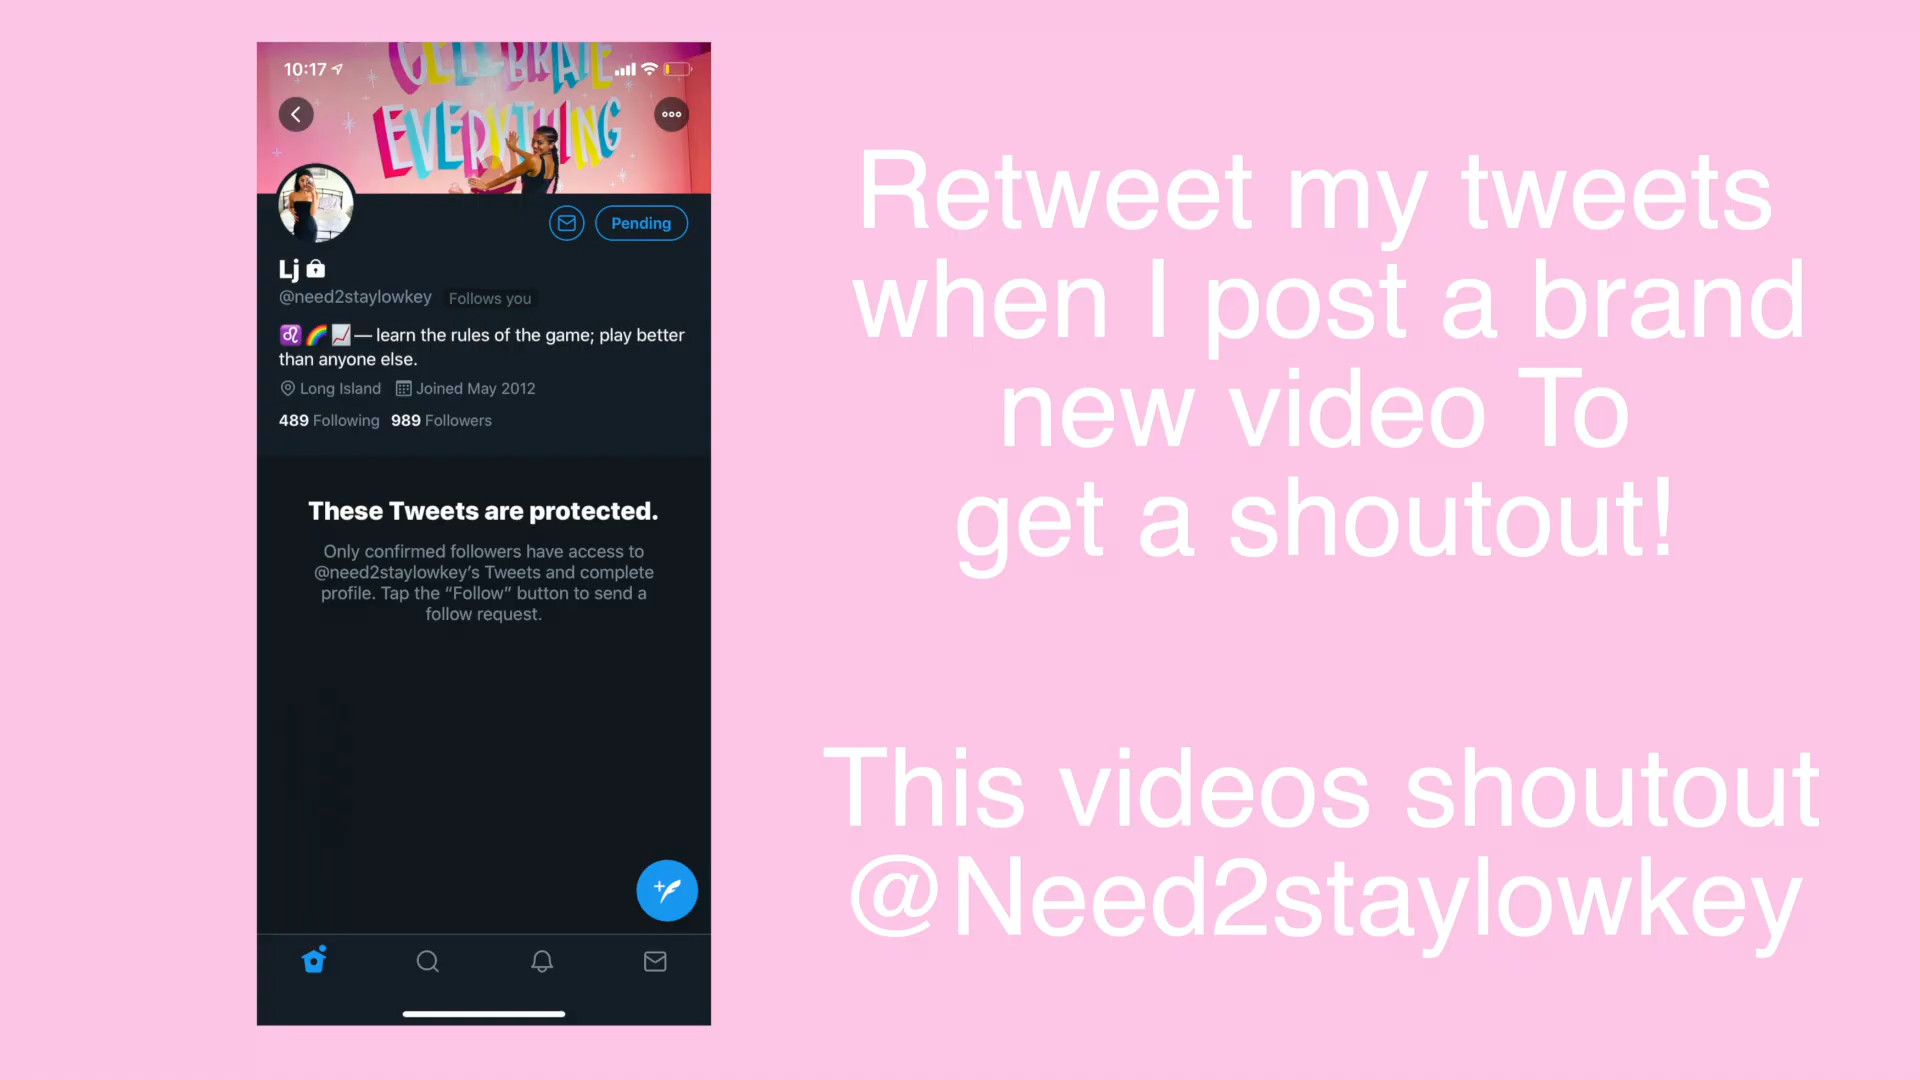 CELEBRATE
10:17
EVERYTHING
Pending
Lj
@need2staylowkey Follows you
♌🌈📈 — learn the rules of the game; play better
than anyone else.
Long Island Joined May 2012
489 Following 989 Followers
These Tweets are protected.
Only confirmed followers have access to
@need2staylowkey’s Tweets and complete
profile. Tap the “Follow” button to send a
follow request.
Retweet my tweets
when I post a brand
new video To
get a shoutout!
This videos shoutout
@Need2staylowkey